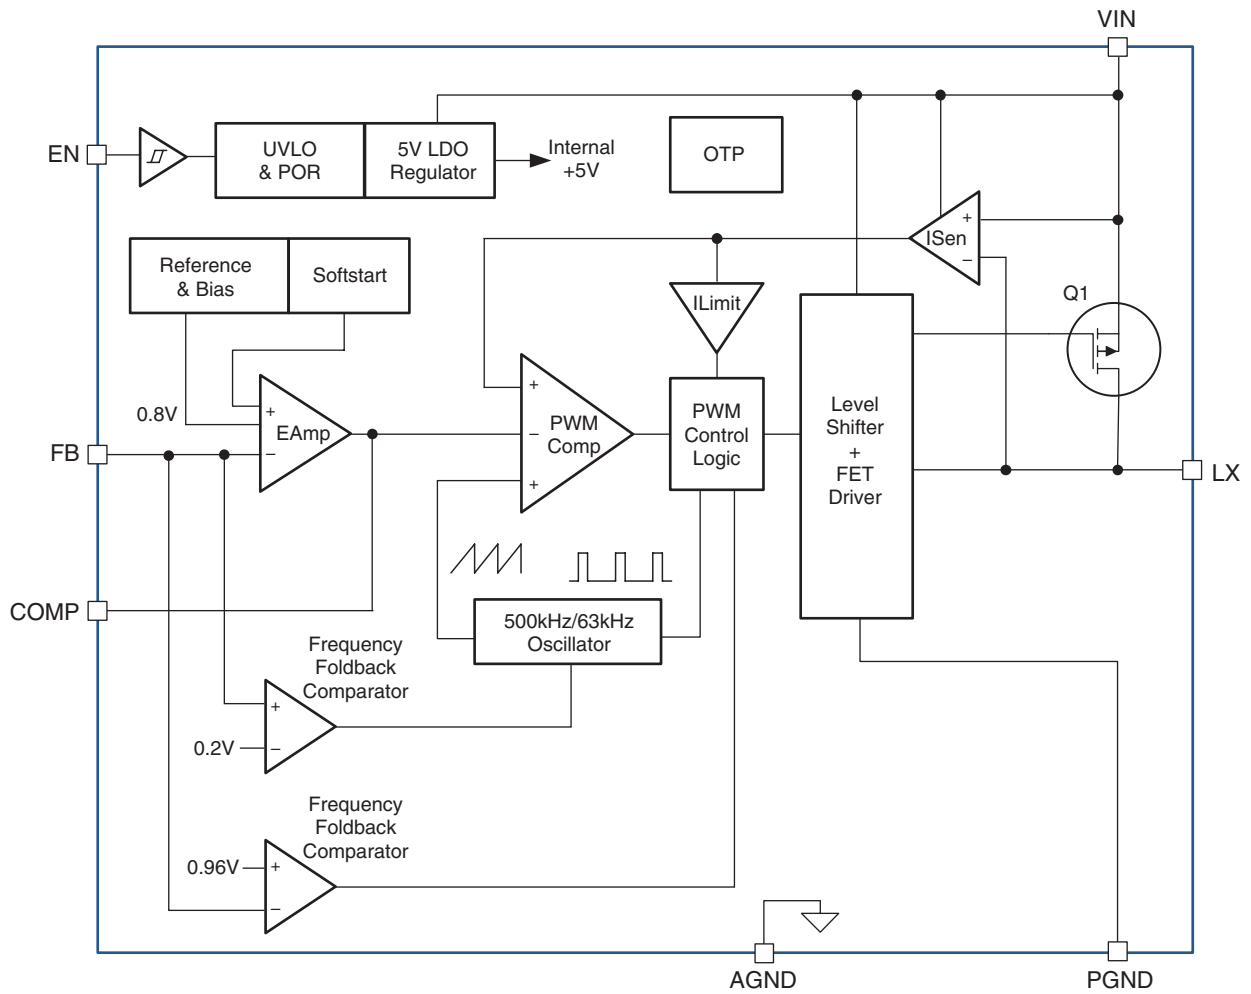 VIN
EN
UVLO
& POR
5V LDO
Regulator
Internal
+5V
OTP
Reference
& Bias
Softstart
ISen
+
–
ILimit
Q1
0.8V
+
EAmp
–
FB
+
PWM
Comp
–
+
PWM
Control
Logic
Level
Shifter
+
FET
Driver
LX
COMP
500kHz/63kHz
Oscillator
Frequency
Foldback
Comparator
+
0.2V
–
Frequency
Foldback
Comparator
0.96V
+
–
AGND
PGND